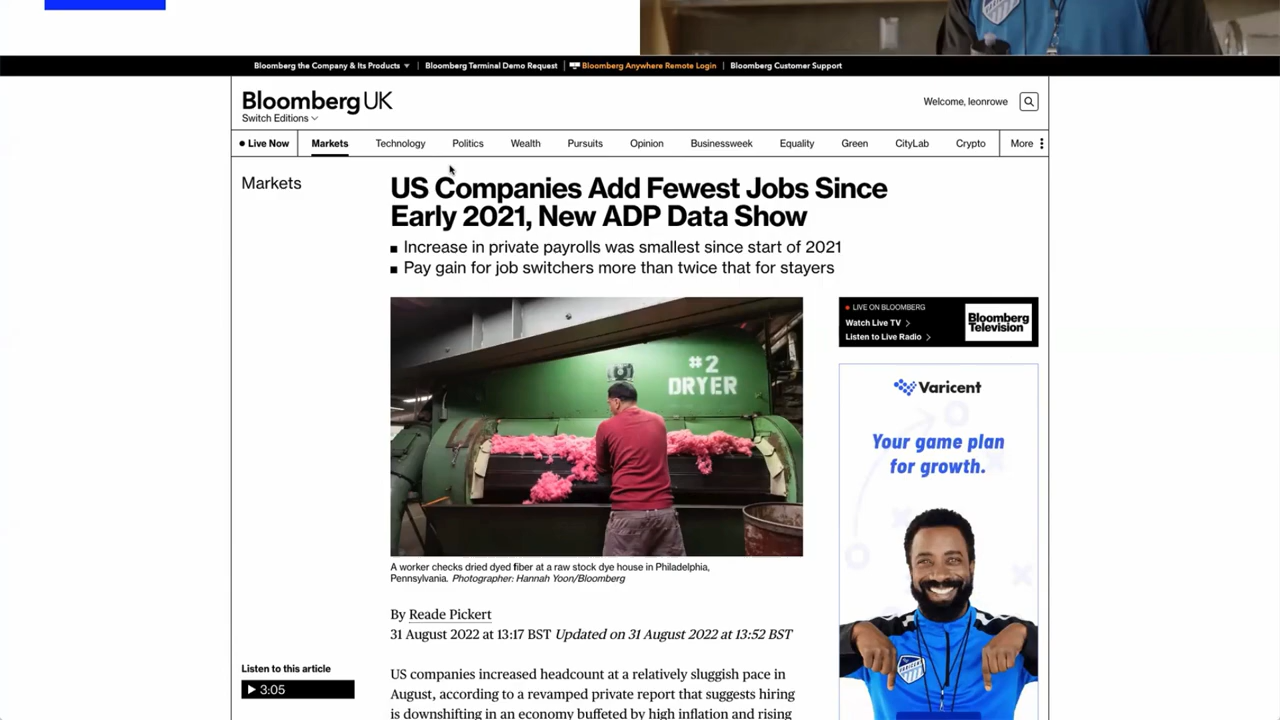 Bloomberg the Company & Its Products
Bloomberg Terminal Demo Request
Bloomberg Anywhere Remote Login
Bloomberg Customer Support
Bloomberg UK
Switch Editions
Welcome, leonrowe
Live Now
Markets
Technology
Politics
Wealth
Pursuits
Opinion
Businessweek
Equality
Green
CityLab
Crypto
More
Markets
US Companies Add Fewest Jobs Since
Early 2021, New ADP Data Show
Increase in private payrolls was smallest since start of 2021
Pay gain for job switchers more than twice that for stayers
#2
DRYER
A worker checks dried dyed fiber at a raw stock dye house in Philadelphia,
Pennsylvania. Photographer: Hannah Yoon/Bloomberg
By Reade Pickert
31 August 2022 at 13:17 BST Updated on 31 August 2022 at 13:52 BST
Listen to this article
3:05
US companies increased headcount at a relatively sluggish pace in
August, according to a revamped private report that suggests hiring
is downshifting in an economy buffeted by high inflation and rising
LIVE ON BLOOMBERG
Watch Live TV
Listen to Live Radio
Bloomberg
Television
Varicent
Your game plan
for growth.